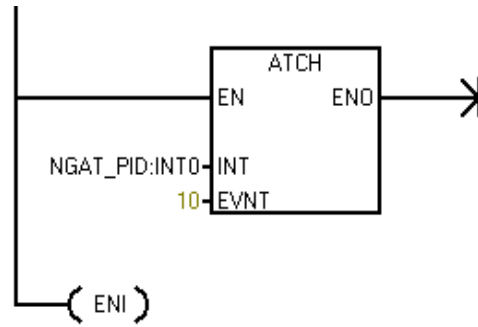 ATCH
EN ENO
NGAT_PID:INT0 INT
10 EVNT
ENI